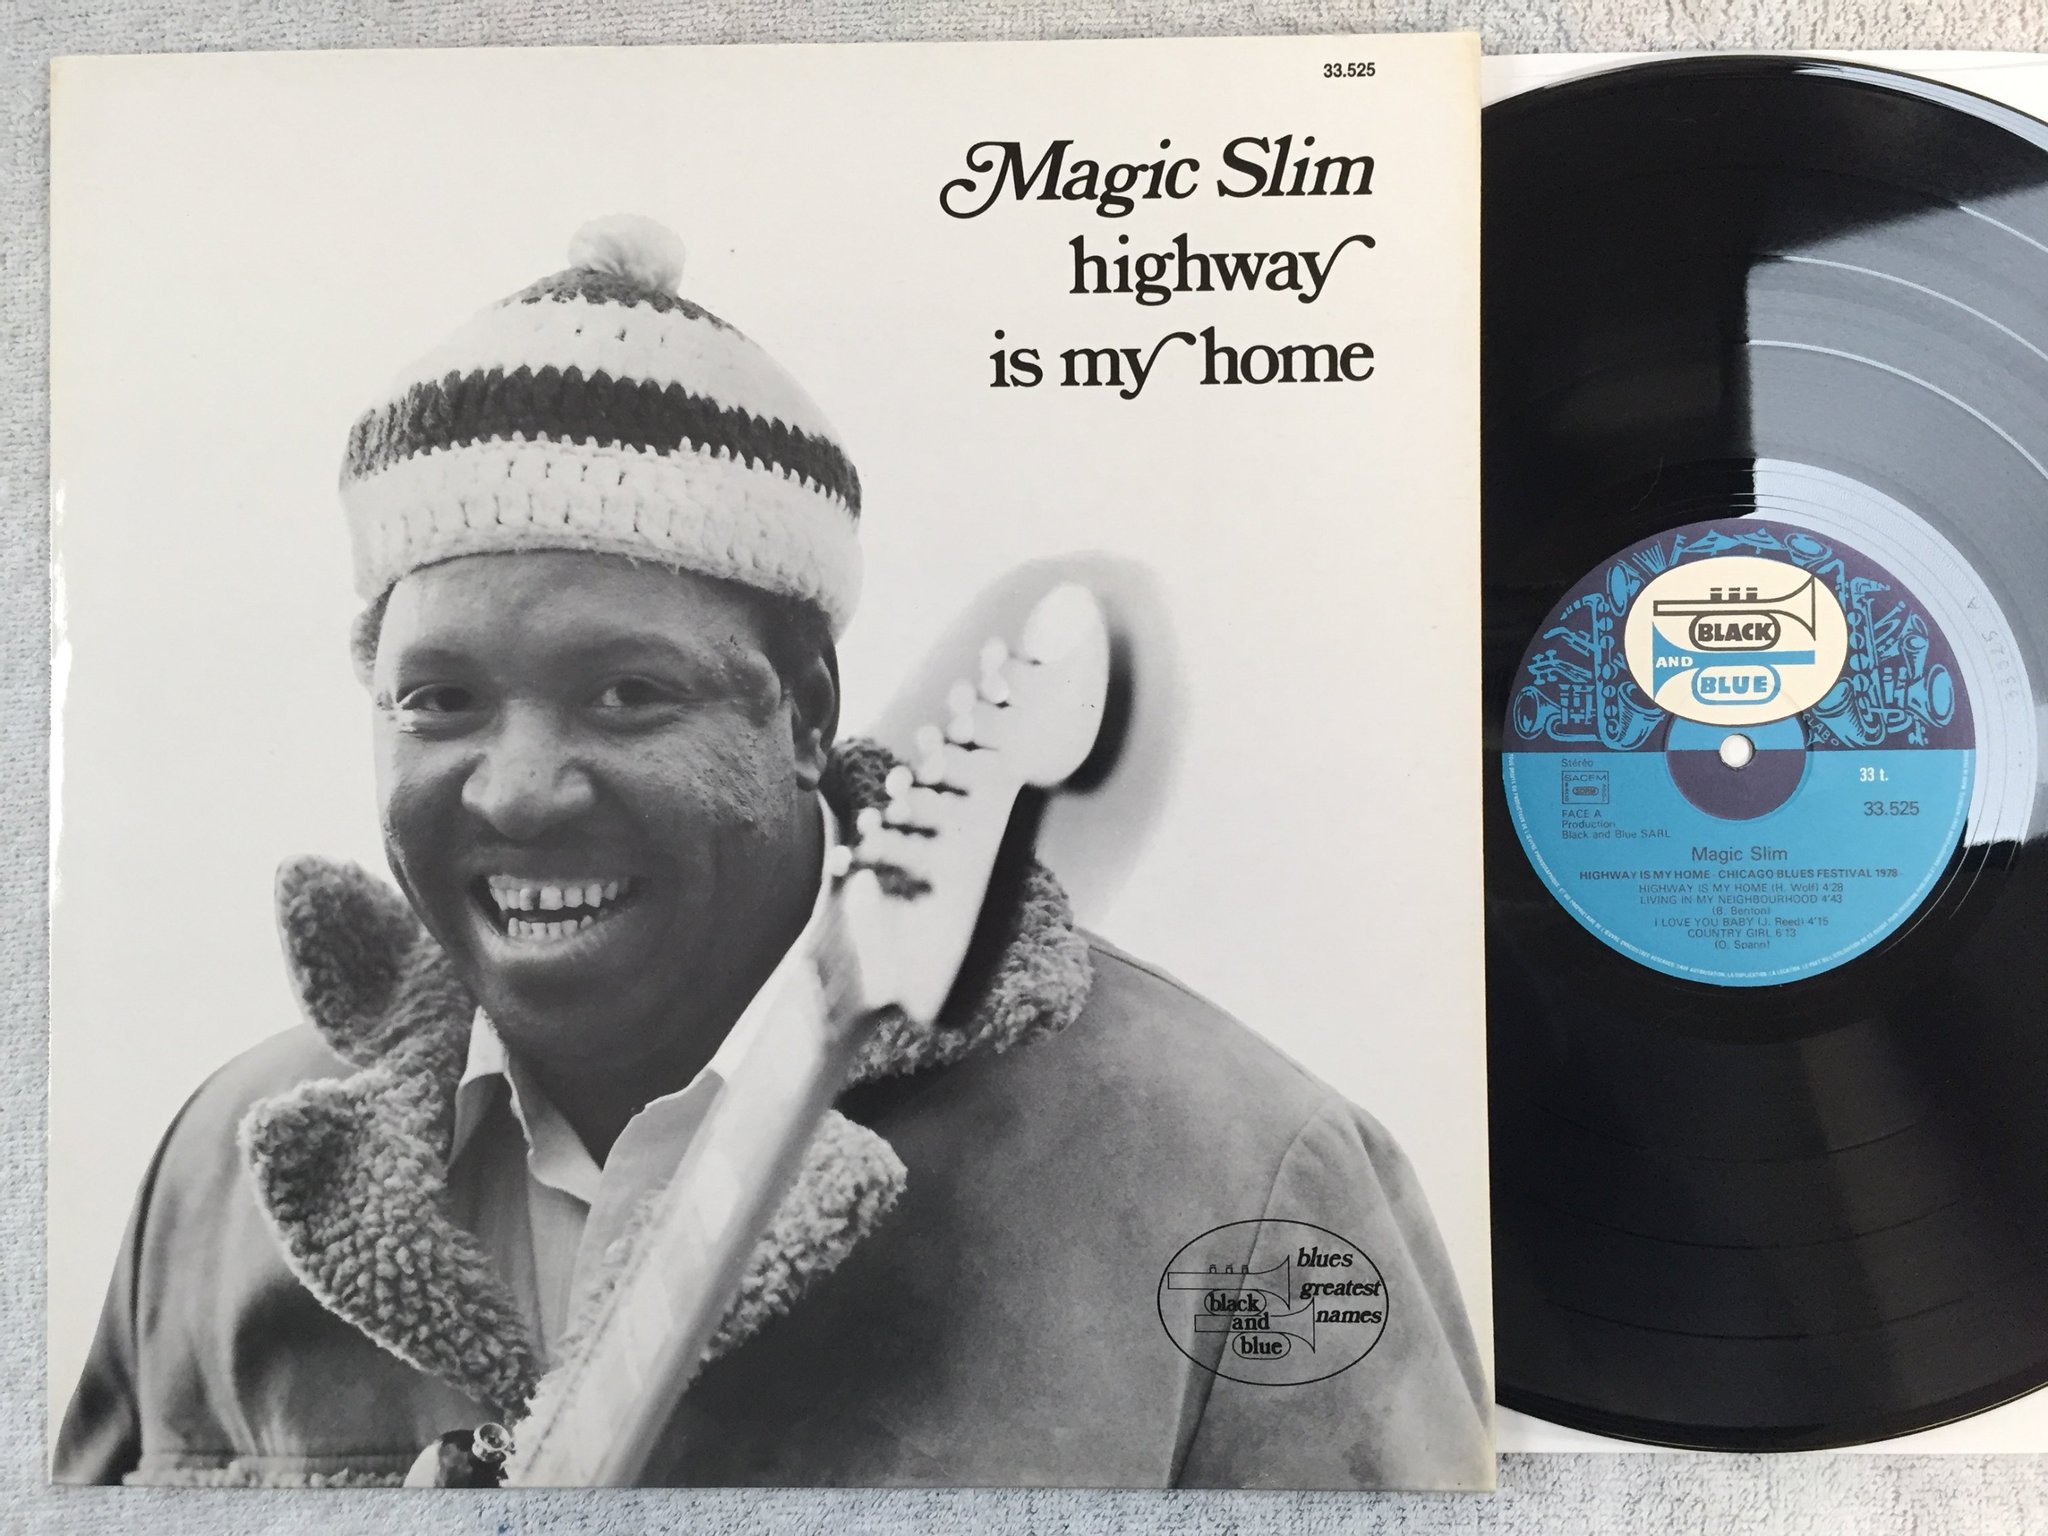 33.525
Magic Slim
highway
is my home
blues
greatest
names
black
and
blue
BLACK
AND
BLUE
Stéréo
33 t.
SACEM
33.525
FACE A
Production
Black and Blue SARL
Magic Slim
HIGHWAY IS MY HOME - CHICAGO BLUES FESTIVAL 1978 -
HIGHWAY IS MY HOME (H. Wolf) 4'28
LIVING IN MY NEIGHBOURHOOD 4'43
(B. Benton)
I LOVE YOU BABY (J. Reed) 4'15
COUNTRY GIRL 6'13
(O. Spann)